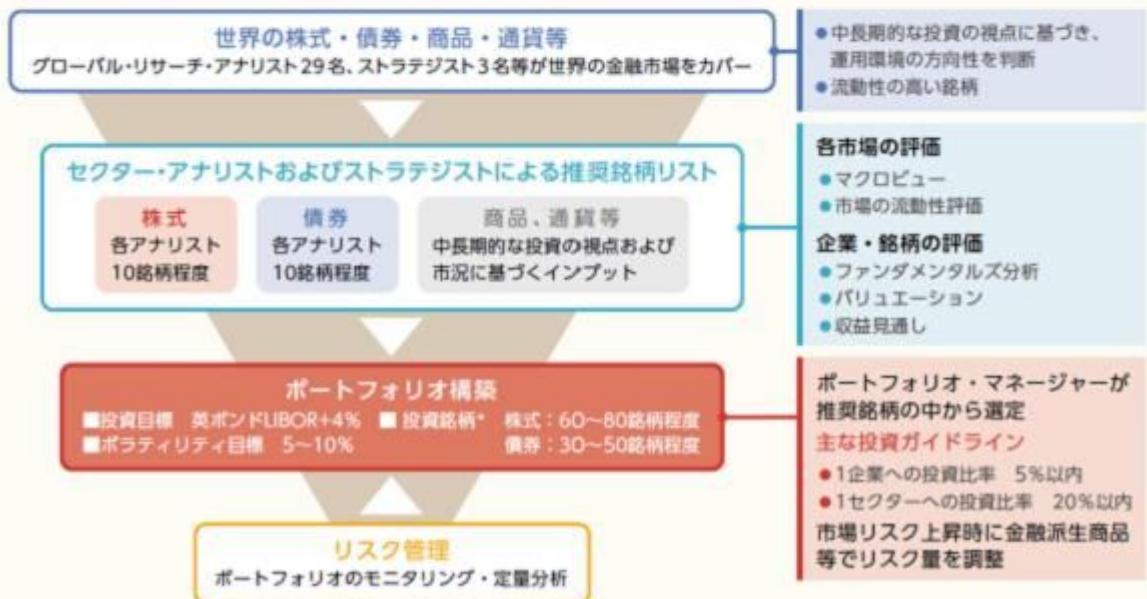 世界の株式・債券・商品・通貨等
グローバル・リサーチ・アナリスト29名、ストラテジスト3名等が世界の金融市場をカバー
●中長期的な投資の視点に基づき、
運用環境の方向性を判断
●流動性の高い銘柄
セクター・アナリストおよびストラテジストによる推奨銘柄リスト
株式
各アナリスト
10銘柄程度
債券
各アナリスト
10銘柄程度
商品、通貨等
中長期的な投資の視点および
市況に基づくインプット
各市場の評価
●マクロビュー
●市場の流動性評価
企業・銘柄の評価
●ファンダメンタルズ分析
●バリュエーション
●収益見通し
ポートフォリオ構築
■投資目標 英ポンドLIBOR+4% ■投資銘柄* 株式:60〜80銘柄程度
■ボラティリティ目標 5〜10% 債券:30〜50銘柄程度
ポートフォリオ・マネージャーが
推奨銘柄の中から選定
主な投資ガイドライン
●1企業への投資比率 5%以内
●1セクターへの投資比率 20%以内
市場リスク上昇時に金融派生商品
等でリスク量を調整
リスク管理
ポートフォリオのモニタリング・定量分析